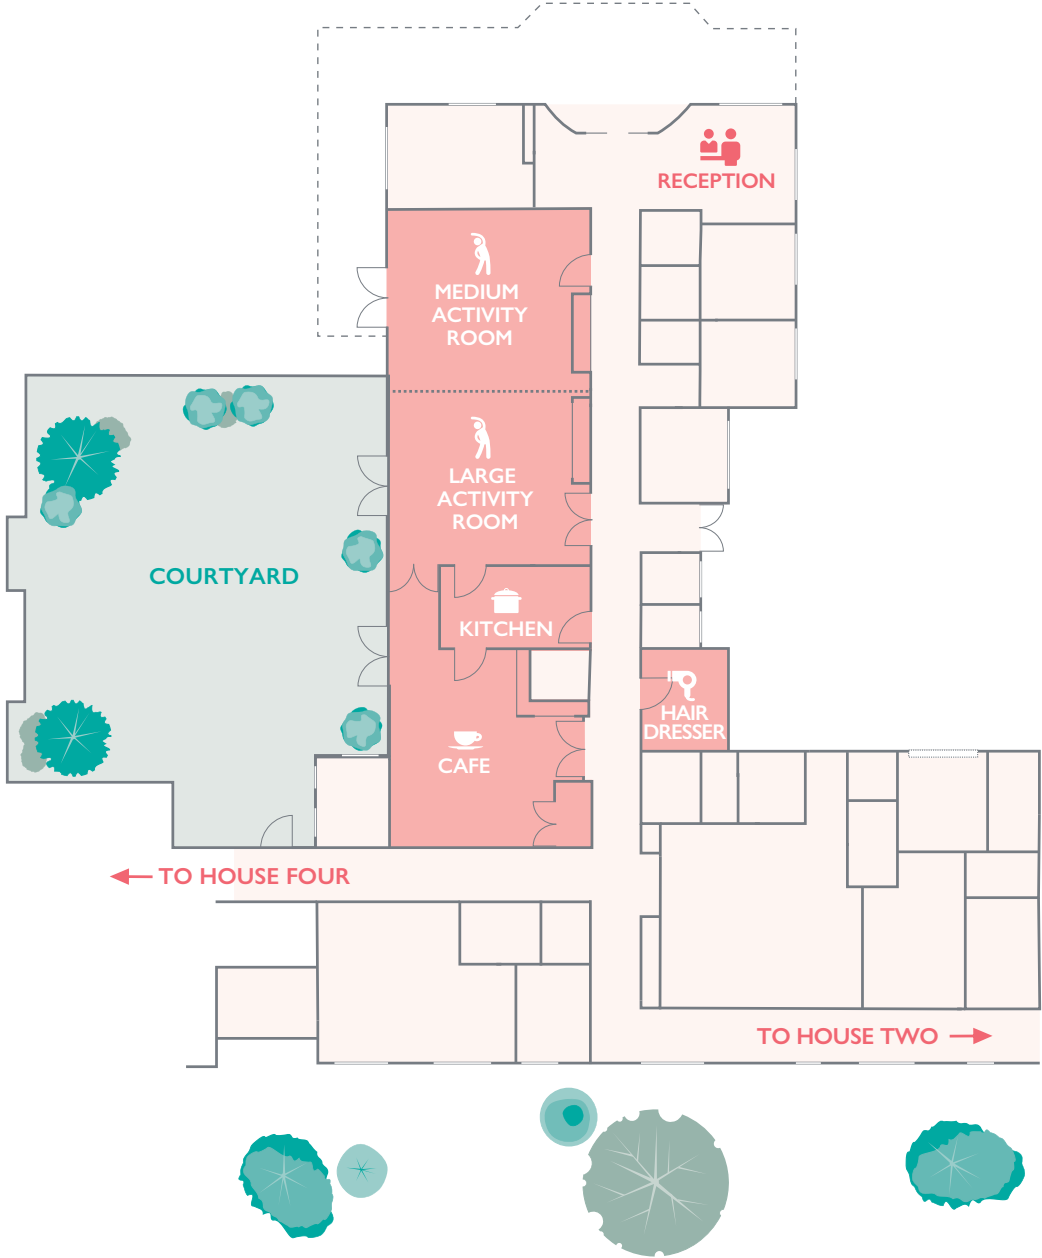 RECEPTION
MEDIUM
ACTIVITY
ROOM
LARGE
ACTIVITY
ROOM
COURTYARD
KITCHEN
HAIR
DRESSER
CAFE
TO HOUSE FOUR
TO HOUSE TWO